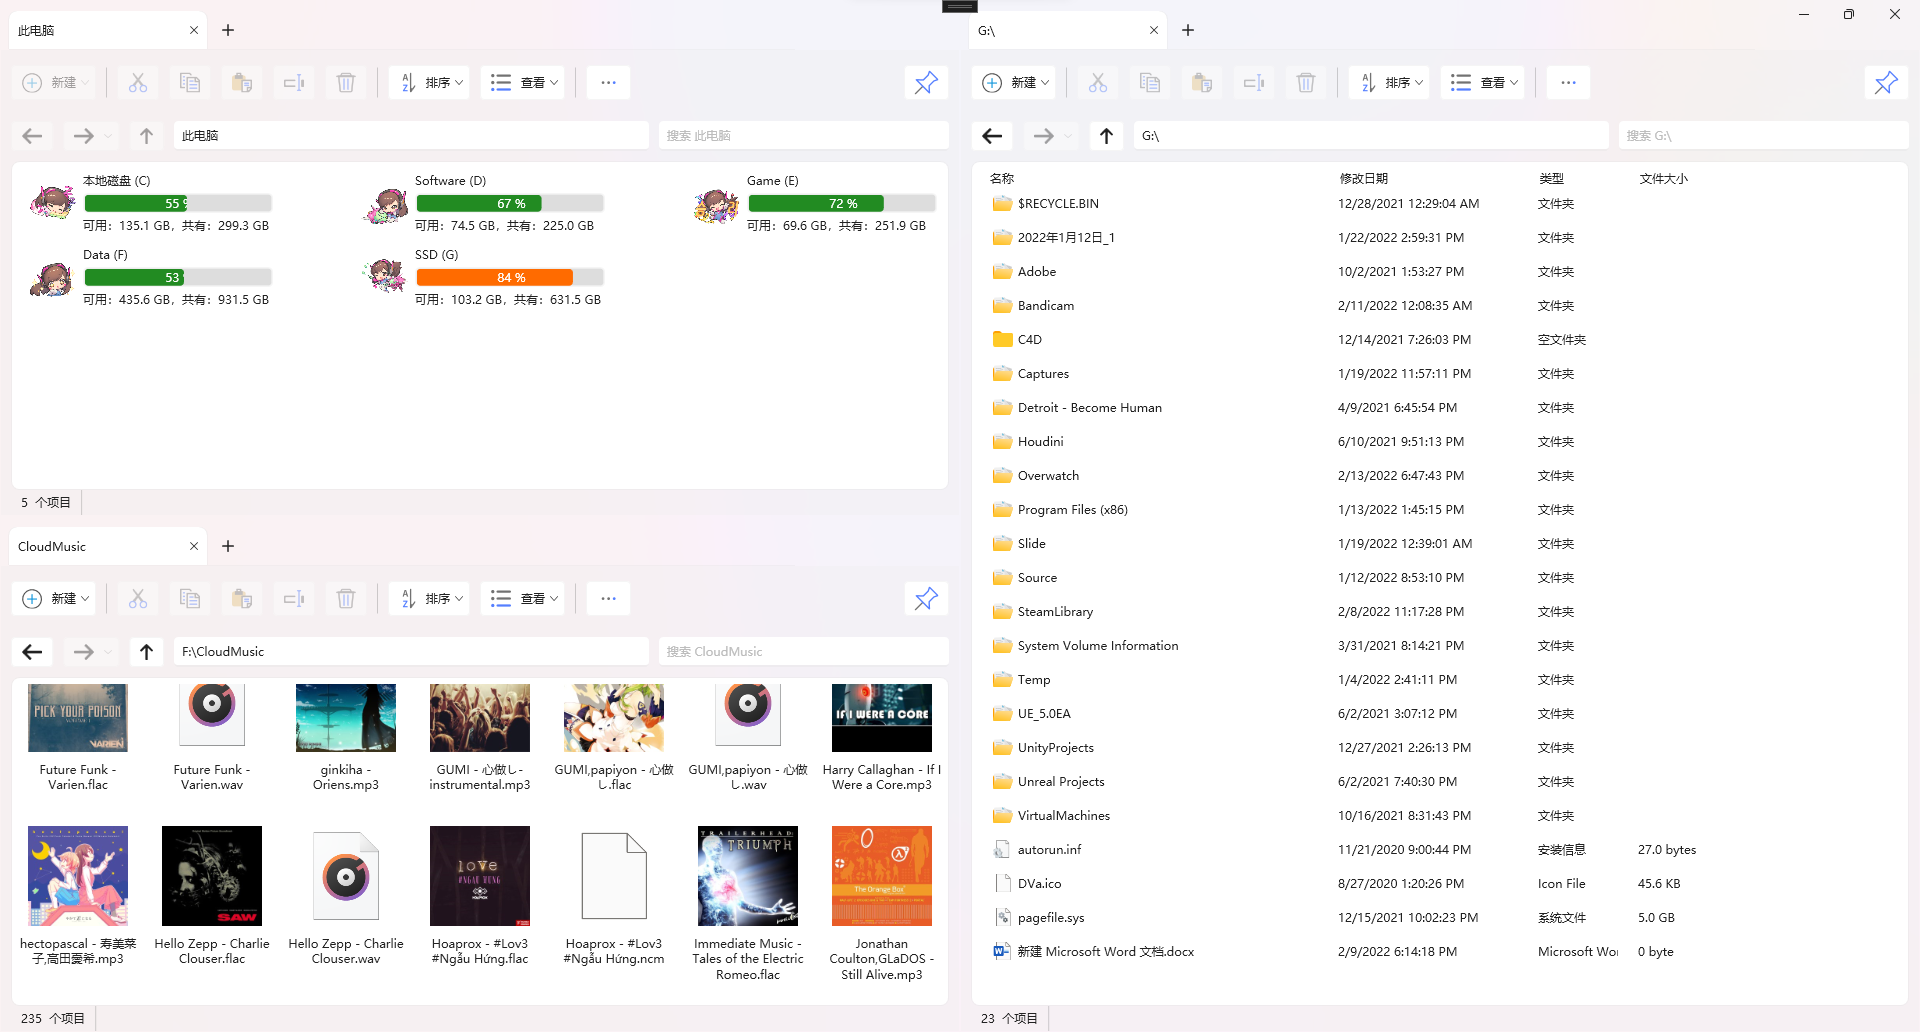 此电脑
新建
排序
查看
此电脑
搜索 此电脑
本地磁盘 (C)
55 %
可用：135.1 GB，共有：299.3 GB
Software (D)
67 %
可用：74.5 GB，共有：225.0 GB
Game (E)
72 %
可用：69.6 GB，共有：251.9 GB
Data (F)
53
可用：435.6 GB，共有：931.5 GB
SSD (G)
84 %
可用：103.2 GB，共有：631.5 GB
5 个项目
CloudMusic
新建
排序
查看
F:\CloudMusic
搜索 CloudMusic
PICK YOUR POISON
VARIEN
IF I WERE A CORE
Future Funk -
Varien.flac
Future Funk -
Varien.wav
ginkiha -
Oriens.mp3
GUMI - 心做し-
instrumental.mp3
GUMI,papiyon - 心做
し.flac
GUMI,papiyon - 心做
し.wav
Harry Callaghan - If I
Were a Core.mp3
SAW
love
#NGAU HUNG
TRAILERHEAD:
TRIUMPH
The Orange Box
hectopascal - 寿美菜
子,高田憂希.mp3
Hello Zepp - Charlie
Clouser.flac
Hello Zepp - Charlie
Clouser.wav
Hoaprox - #Lov3
#Ngẫu Hứng.flac
Hoaprox - #Lov3
#Ngẫu Hứng.ncm
Immediate Music -
Tales of the Electric
Romeo.flac
Jonathan
Coulton,GLaDOS -
Still Alive.mp3
235 个项目
G:\
新建
排序
查看
G:\
搜索 G:\
名称 修改日期 类型 文件大小
$RECYCLE.BIN 12/28/2021 12:29:04 AM 文件夹
2022年1月12日_1 1/22/2022 2:59:31 PM 文件夹
Adobe 10/2/2021 1:53:27 PM 文件夹
Bandicam 2/11/2022 12:08:35 AM 文件夹
C4D 12/14/2021 7:26:03 PM 空文件夹
Captures 1/19/2022 11:57:11 PM 文件夹
Detroit - Become Human 4/9/2021 6:45:54 PM 文件夹
Houdini 6/10/2021 9:51:13 PM 文件夹
Overwatch 2/13/2022 6:47:43 PM 文件夹
Program Files (x86) 1/13/2022 1:45:15 PM 文件夹
Slide 1/19/2022 12:39:01 AM 文件夹
Source 1/12/2022 8:53:10 PM 文件夹
SteamLibrary 2/8/2022 11:17:28 PM 文件夹
System Volume Information 3/31/2021 8:14:21 PM 文件夹
Temp 1/4/2022 2:41:11 PM 文件夹
UE_5.0EA 6/2/2021 3:07:12 PM 文件夹
UnityProjects 12/27/2021 2:26:13 PM 文件夹
Unreal Projects 6/2/2021 7:40:30 PM 文件夹
VirtualMachines 10/16/2021 8:31:43 PM 文件夹
autorun.inf 11/21/2020 9:00:44 PM 安装信息 27.0 bytes
DVa.ico 8/27/2020 1:20:26 PM Icon File 45.6 KB
pagefile.sys 12/15/2021 10:02:23 PM 系统文件 5.0 GB
新建 Microsoft Word 文档.docx 2/9/2022 6:14:18 PM Microsoft Wor 0 byte
23 个项目